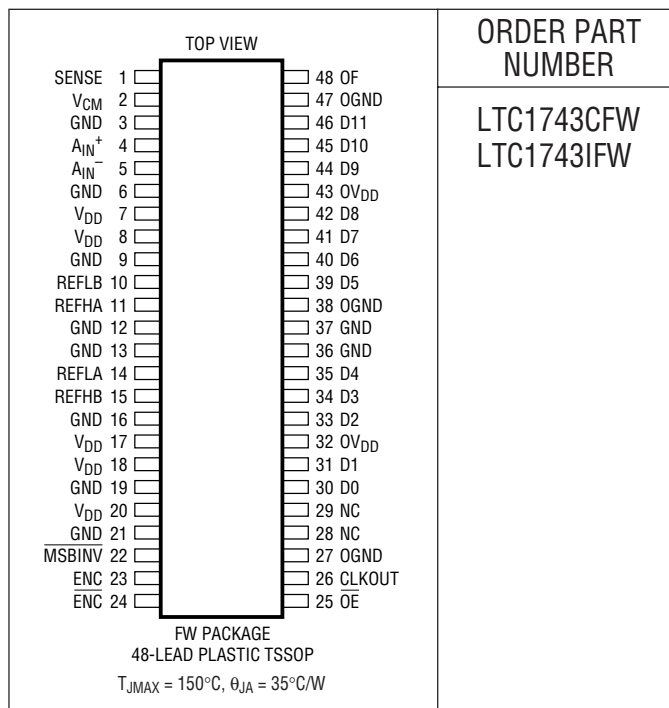 TOP VIEW
SENSE 1
V_CM 2
GND 3
A_IN^+ 4
A_IN^– 5
GND 6
V_DD 7
V_DD 8
GND 9
REFLB 10
REFHA 11
GND 12
GND 13
REFLA 14
REFHB 15
GND 16
V_DD 17
V_DD 18
GND 19
V_DD 20
GND 21
M̅S̅B̅I̅N̅V̅ 22
ENC 23
E̅N̅C̅ 24
48 OF
47 OGND
46 D11
45 D10
44 D9
43 OV_DD
42 D8
41 D7
40 D6
39 D5
38 OGND
37 GND
36 GND
35 D4
34 D3
33 D2
32 OV_DD
31 D1
30 D0
29 NC
28 NC
27 OGND
26 CLKOUT
25 O̅E̅
FW PACKAGE
48-LEAD PLASTIC TSSOP
T_JMAX = 150°C, θ_JA = 35°C/W
ORDER PART
NUMBER
LTC1743CFW
LTC1743IFW